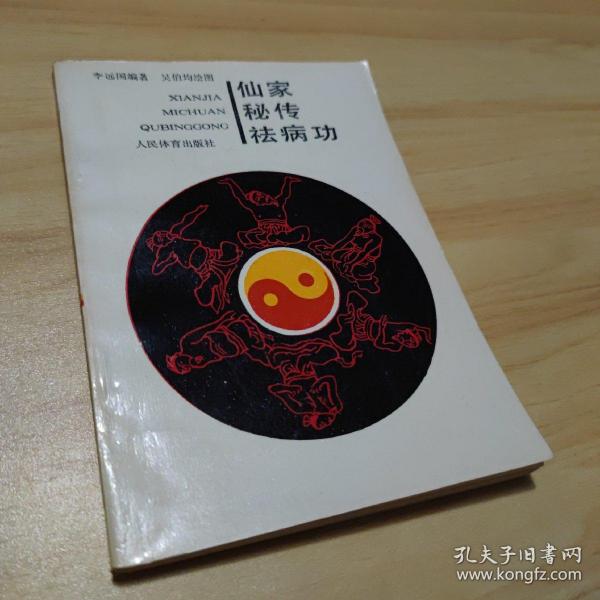 李远国编著 吴伯均绘图
XIANJIA
MICHUAN
QUBINGGONG
人民体育出版社
仙家
秘传
祛病功
孔夫子旧書网
www.kongfz.com